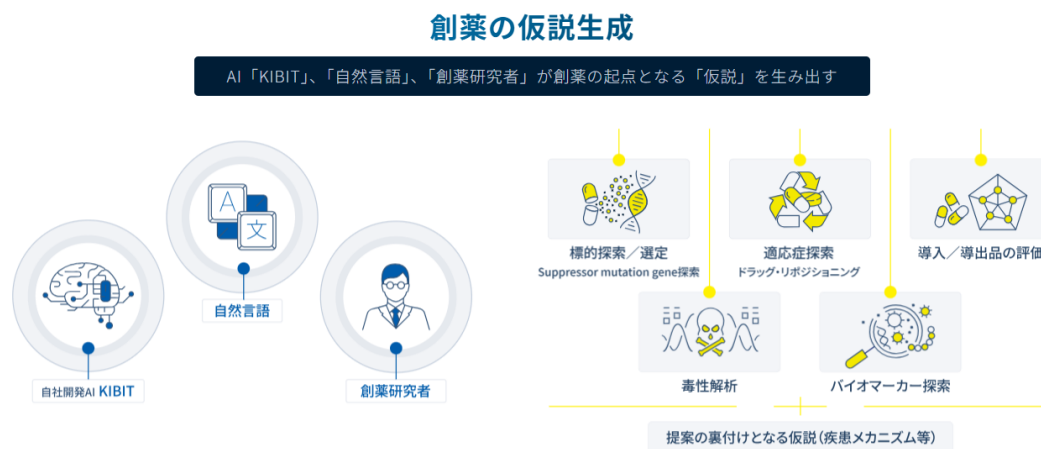 創薬の仮説生成
AI「KIBIT」、「自然言語」、「創薬研究者」が創薬の起点となる「仮説」を生み出す
A
文
自然言語
自社開発AI KIBIT
創薬研究者
標的探索／選定
Suppressor mutation gene探索
適応症探索
ドラッグ・リポジショニング
導入／導出品の評価
毒性解析
バイオマーカー探索
提案の裏付けとなる仮説（疾患メカニズム等）